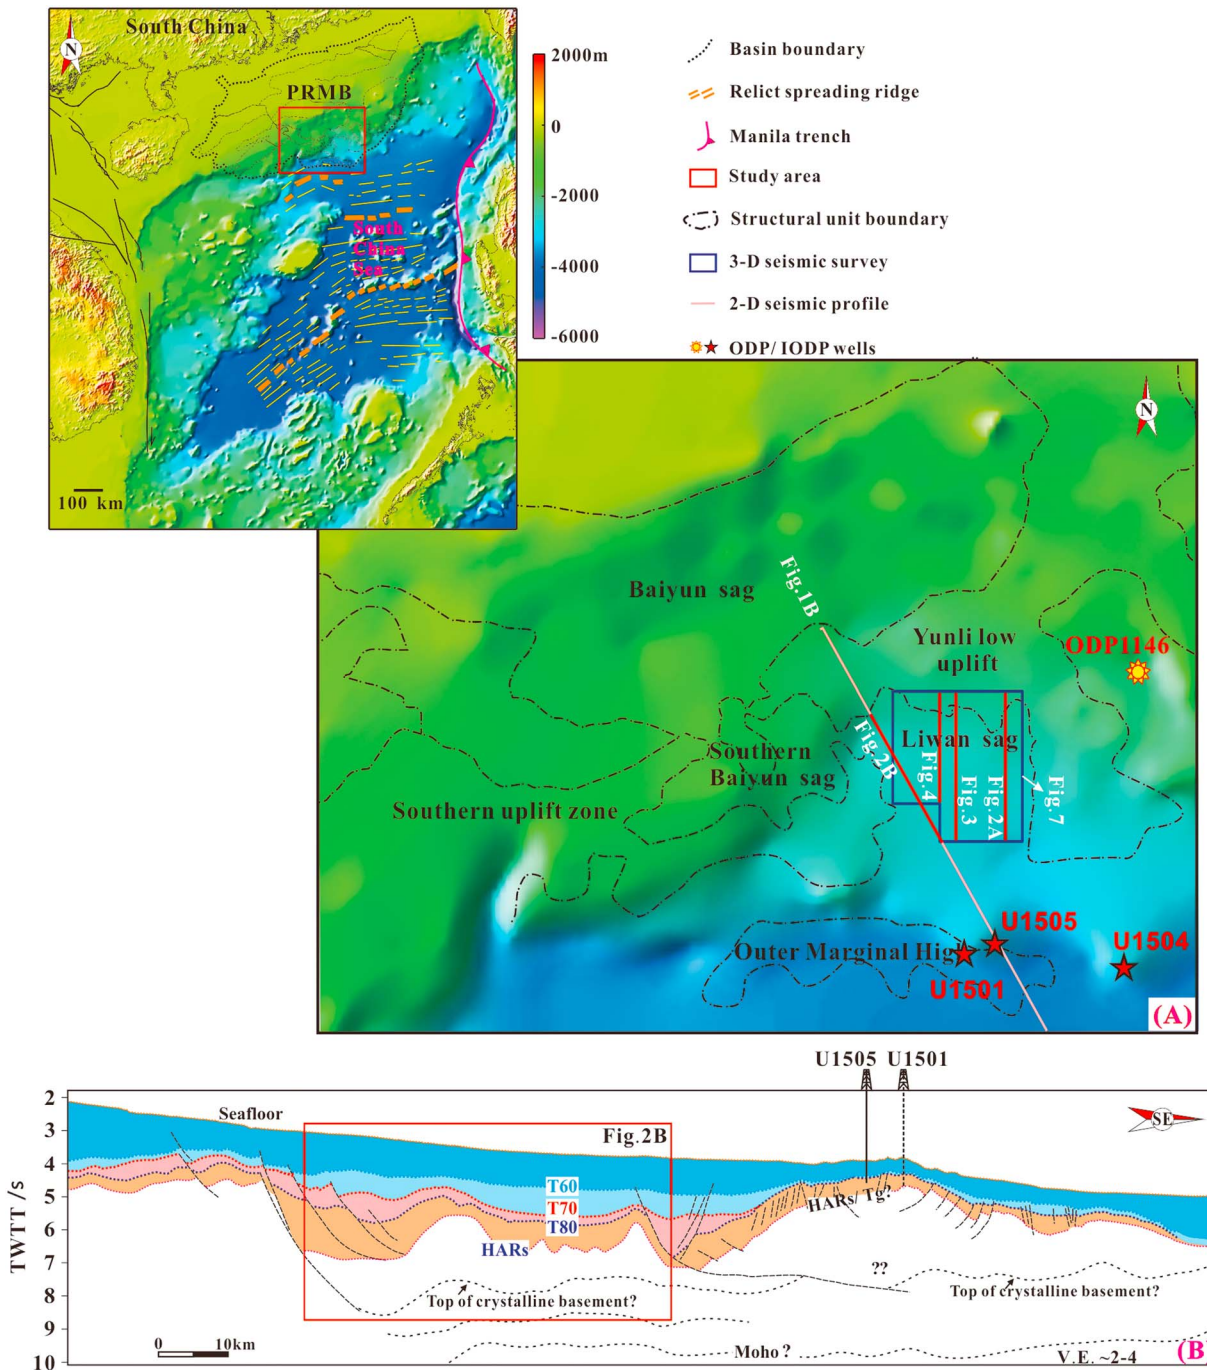 South China
N
PRMB
South
China
Sea
100 km
2000m
0
-2000
-4000
-6000
Basin boundary
Relict spreading ridge
Manila trench
Study area
Structural unit boundary
3-D seismic survey
2-D seismic profile
ODP/ IODP wells
N
Fig.1B
Baiyun sag
Yunli low
uplift
ODP1146
Liwan sag
Fig.2B
Southern
Baiyun sag
Fig.4
Fig.3
Fig.2A
Fig.7
Southern uplift zone
Outer Marginal Hig
U1505
U1501
U1504
(A)
U1505 U1501
Seafloor
Fig.2B
SE
T60
T70
T80
HARs
HARs/ Tg?
??
Top of crystalline basement?
Top of crystalline basement?
Moho ?
0 10km
V.E. ~2-4
(B)
TWTT /s
2
3
4
5
6
7
8
9
10